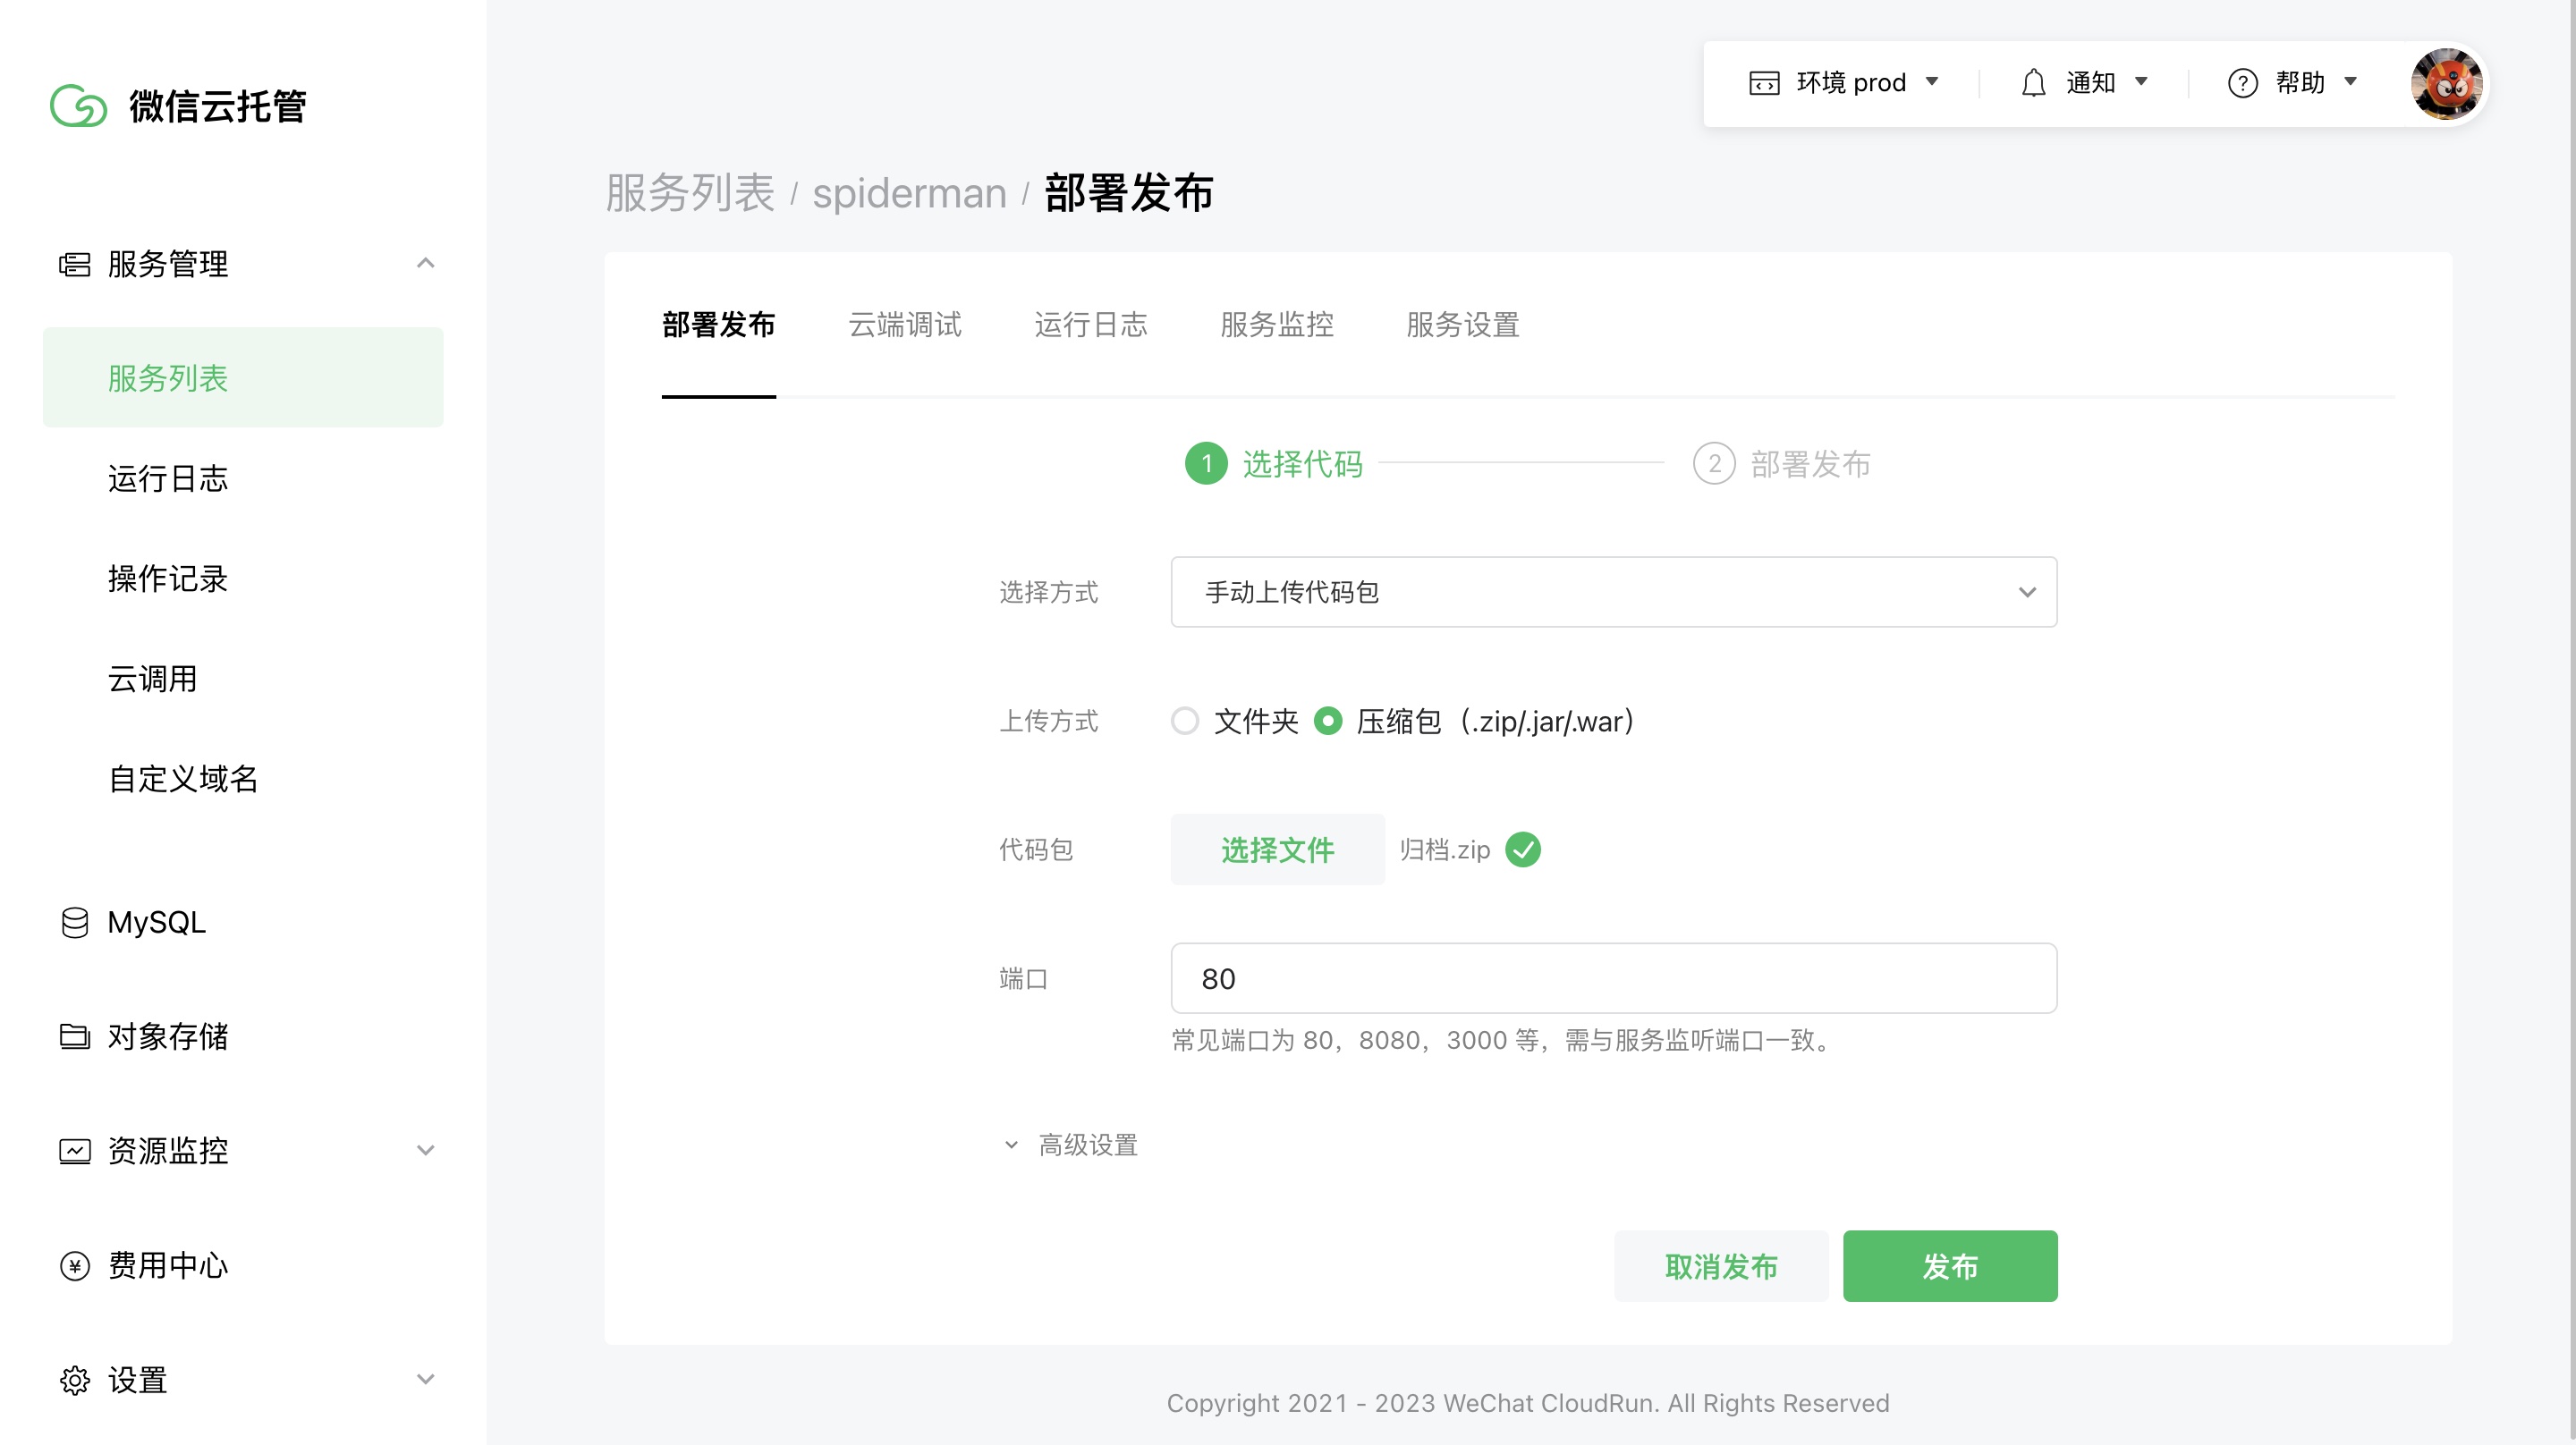 微信云托管
环境 prod
通知
帮助
服务列表 / spiderman / 部署发布
服务管理
服务列表
运行日志
操作记录
云调用
自定义域名
MySQL
对象存储
资源监控
费用中心
设置
部署发布 云端调试 运行日志 服务监控 服务设置
1 选择代码
2 部署发布
选择方式 手动上传代码包
上传方式 文件夹 压缩包（.zip/.jar/.war）
代码包 选择文件 归档.zip
端口 80
常见端口为 80，8080，3000 等，需与服务监听端口一致。
高级设置
取消发布 发布
Copyright 2021 - 2023 WeChat CloudRun. All Rights Reserved